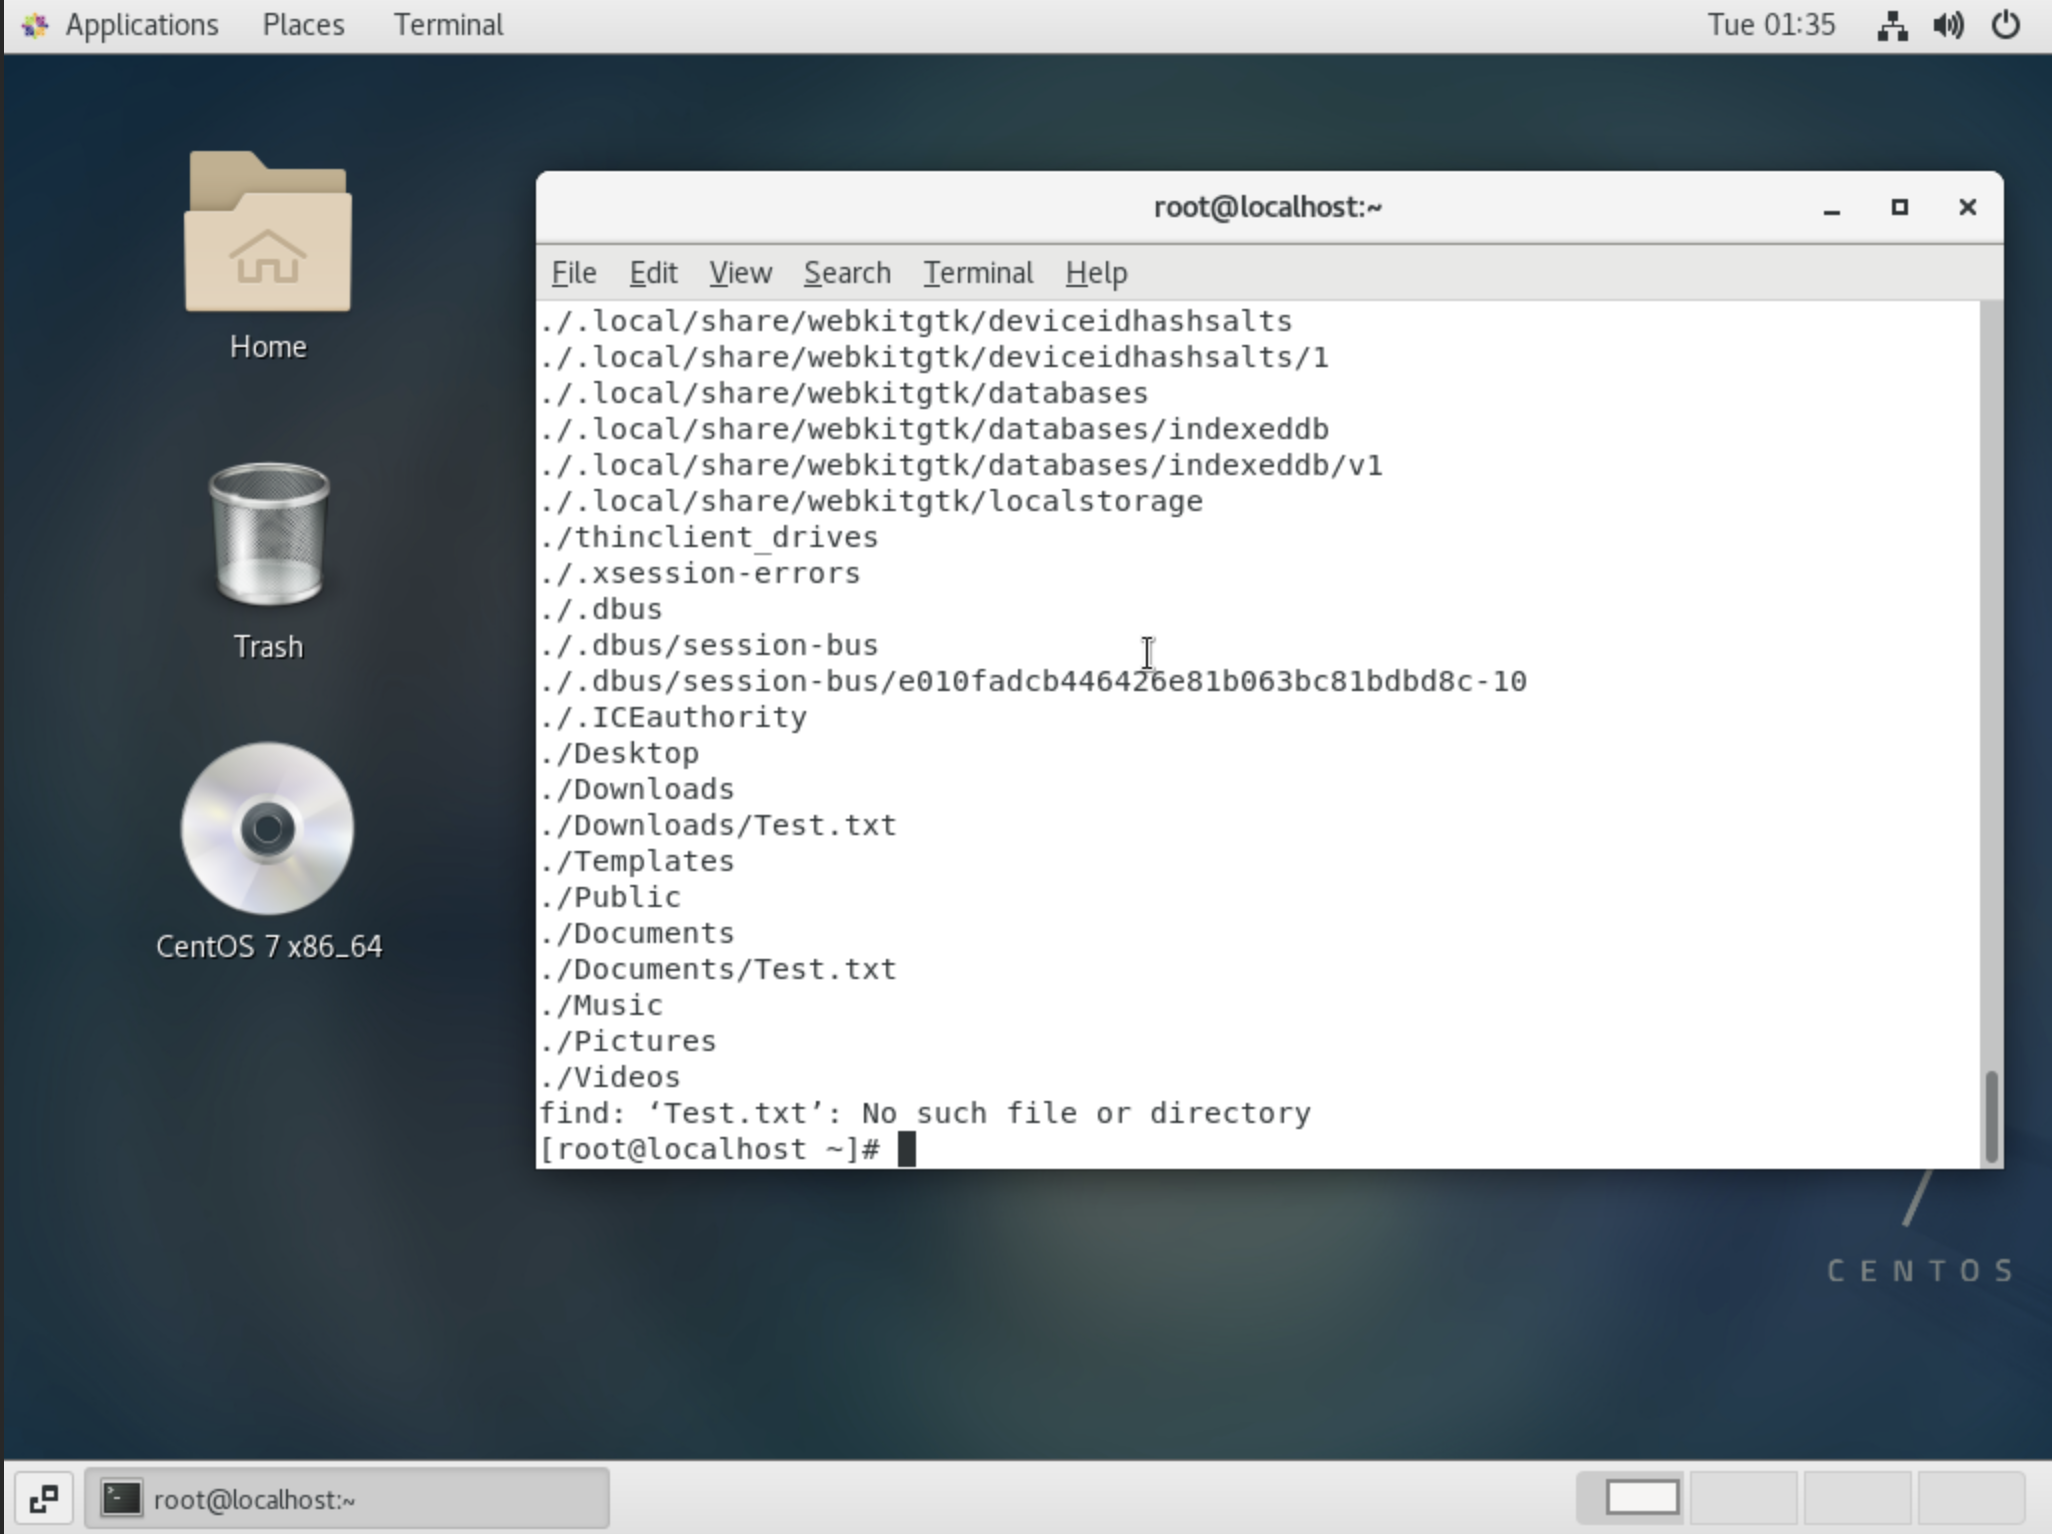 Applications Places Terminal Tue 01:35
Home
Trash
CentOS 7 x86_64
root@localhost:~
File Edit View Search Terminal Help
./.local/share/webkitgtk/deviceidhashsalts
./.local/share/webkitgtk/deviceidhashsalts/1
./.local/share/webkitgtk/databases
./.local/share/webkitgtk/databases/indexeddb
./.local/share/webkitgtk/databases/indexeddb/v1
./.local/share/webkitgtk/localstorage
./thinclient_drives
./.xsession-errors
./.dbus
./.dbus/session-bus
./.dbus/session-bus/e010fadcb446426e81b063bc81bdbd8c-10
./.ICEauthority
./Desktop
./Downloads
./Downloads/Test.txt
./Templates
./Public
./Documents
./Documents/Test.txt
./Music
./Pictures
./Videos
find: ‘Test.txt’: No such file or directory
[root@localhost ~]#
CENTOS
root@localhost:~